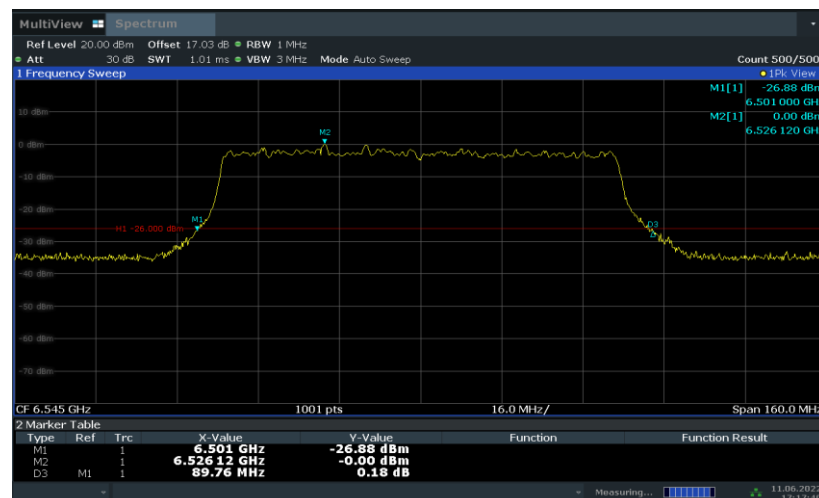 MultiView Spectrum
Ref Level 20.00 dBm Offset 17.03 dB RBW 1 MHz
Att 30 dB SWT 1.01 ms VBW 3 MHz Mode Auto Sweep Count 500/500
1 Frequency Sweep 1Pk View
M1[1] -26.88 dBm
6.501 000 GH
10 dBm
M2[1] 0.00 dBm
6.526 120 GH
M2
0 dBm
-10 dBm
-20 dBm
M1
D3
H1 -26.000 dBm
-30 dBm
-40 dBm
-50 dBm
-60 dBm
-70 dBm
CF 6.545 GHz 1001 pts 16.0 MHz/ Span 160.0 MHz
2 Marker Table
Type Ref Trc X-Value Y-Value Function Function Result
M1 1 6.501 GHz -26.88 dBm
M2 1 6.526 12 GHz -0.00 dBm
D3 M1 1 89.76 MHz 0.18 dB
Measuring... 11.06.2022